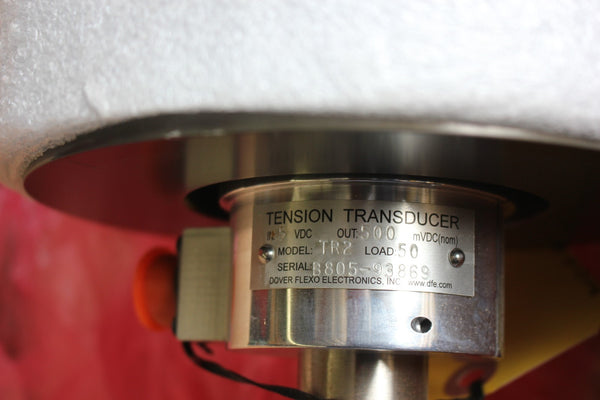 TENSION TRANSDUCER
IN: VDC OUT: 500 mVDC(nom)
MODEL: TR2 LOAD: 50
SERIAL: 8805-93869
DOVER FLEXO ELECTRONICS, INC. www.dfe.com